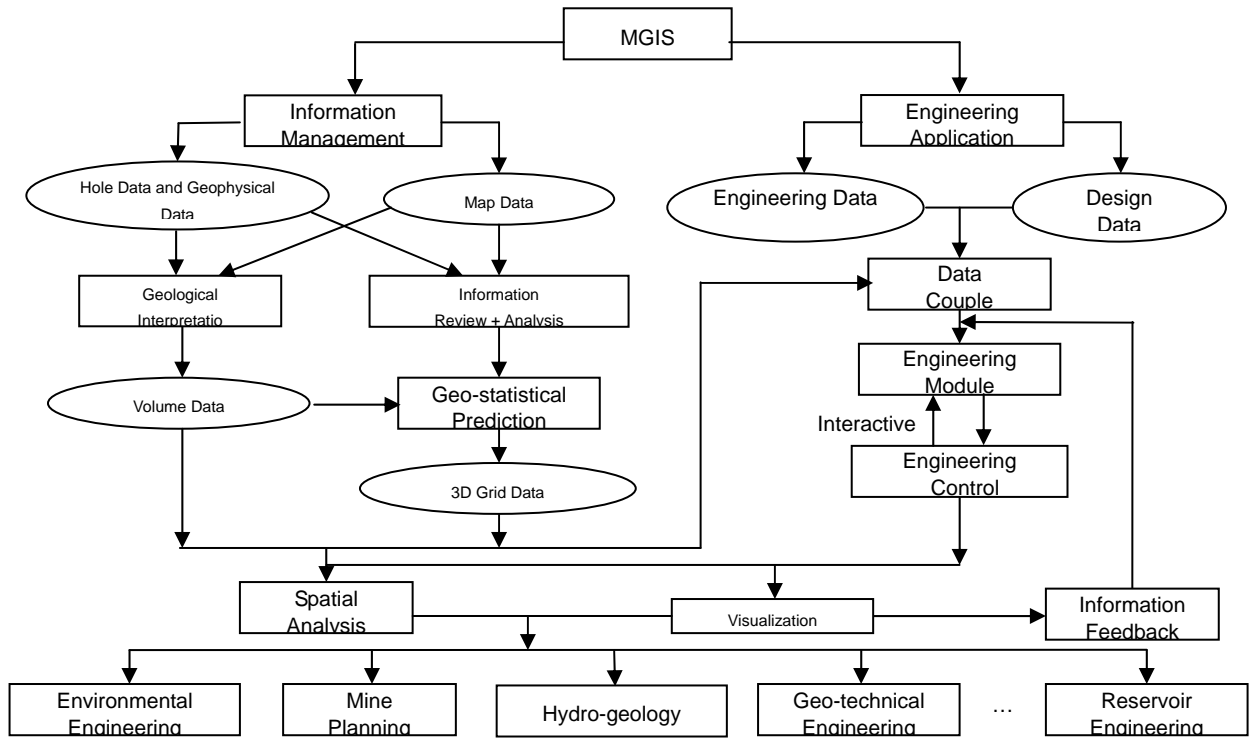 MGIS
Information
Management
Engineering
Application
Hole Data and Geophysical
Data
Map Data
Engineering Data
Design
Data
Geological
Interpretatio
Information
Review + Analysis
Data
Couple
Engineering
Module
Volume Data
Geo-statistical
Prediction
Interactive
Engineering
Control
3D Grid Data
Spatial
Analysis
Visualization
Information
Feedback
Environmental
Engineering
Mine
Planning
Hydro-geology
Geo-technical
Engineering
…
Reservoir
Engineering